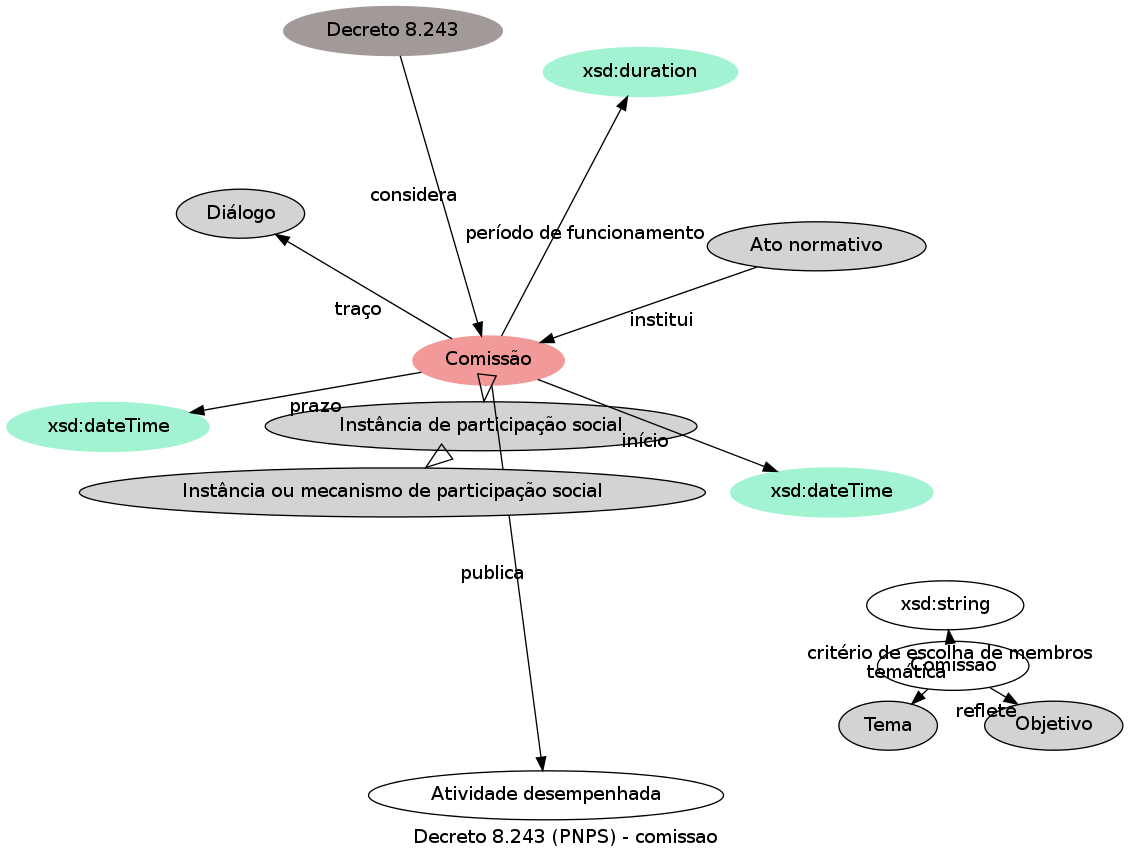 Decreto 8.243
xsd:duration
considera
Diálogo
período de funcionamento
Ato normativo
traço
institui
Comissão
prazo
xsd:dateTime
Instância de participação social
início
Instância ou mecanismo de participação social
xsd:dateTime
publica
xsd:string
critério de escolha de membros
Comissao
temática
reflete
Tema
Objetivo
Atividade desempenhada
Decreto 8.243 (PNPS) - comissao